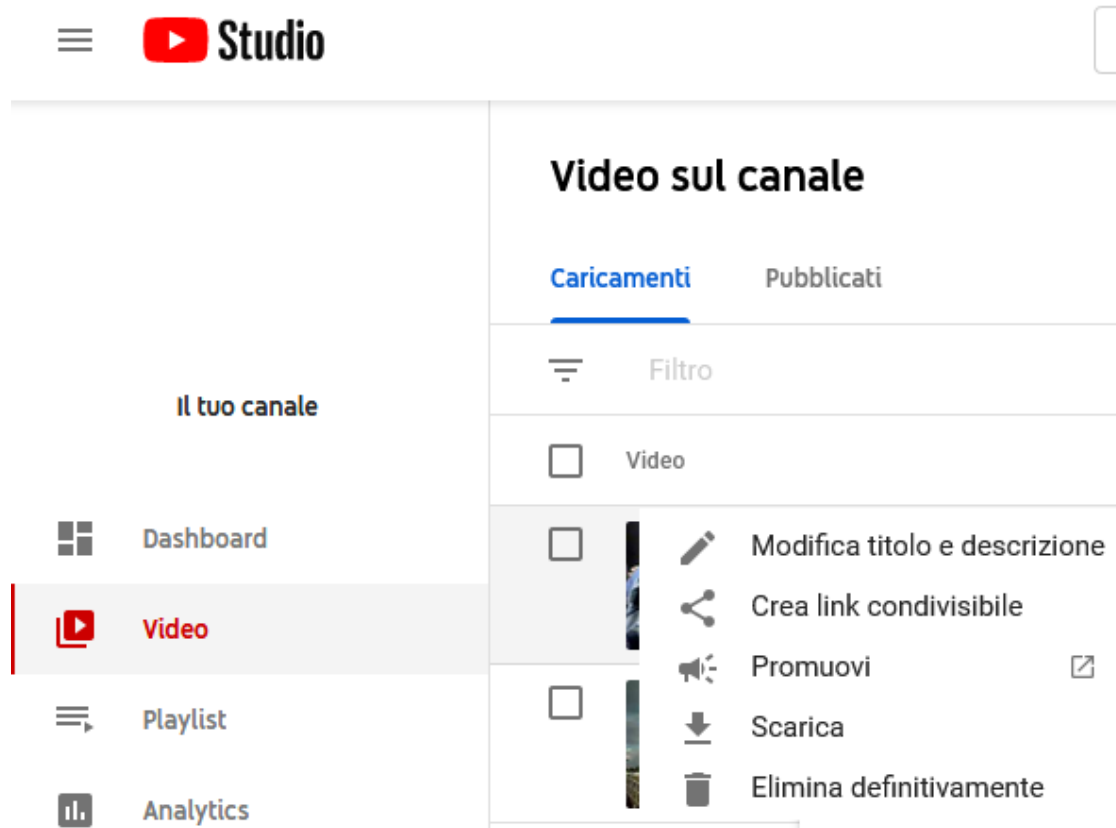 Studio
Video sul canale
Caricamenti Pubblicati
Filtro
Il tuo canale
Video
Dashboard
Video
Playlist
Analytics
Modifica titolo e descrizione
Crea link condivisibile
Promuovi
Scarica
Elimina definitivamente